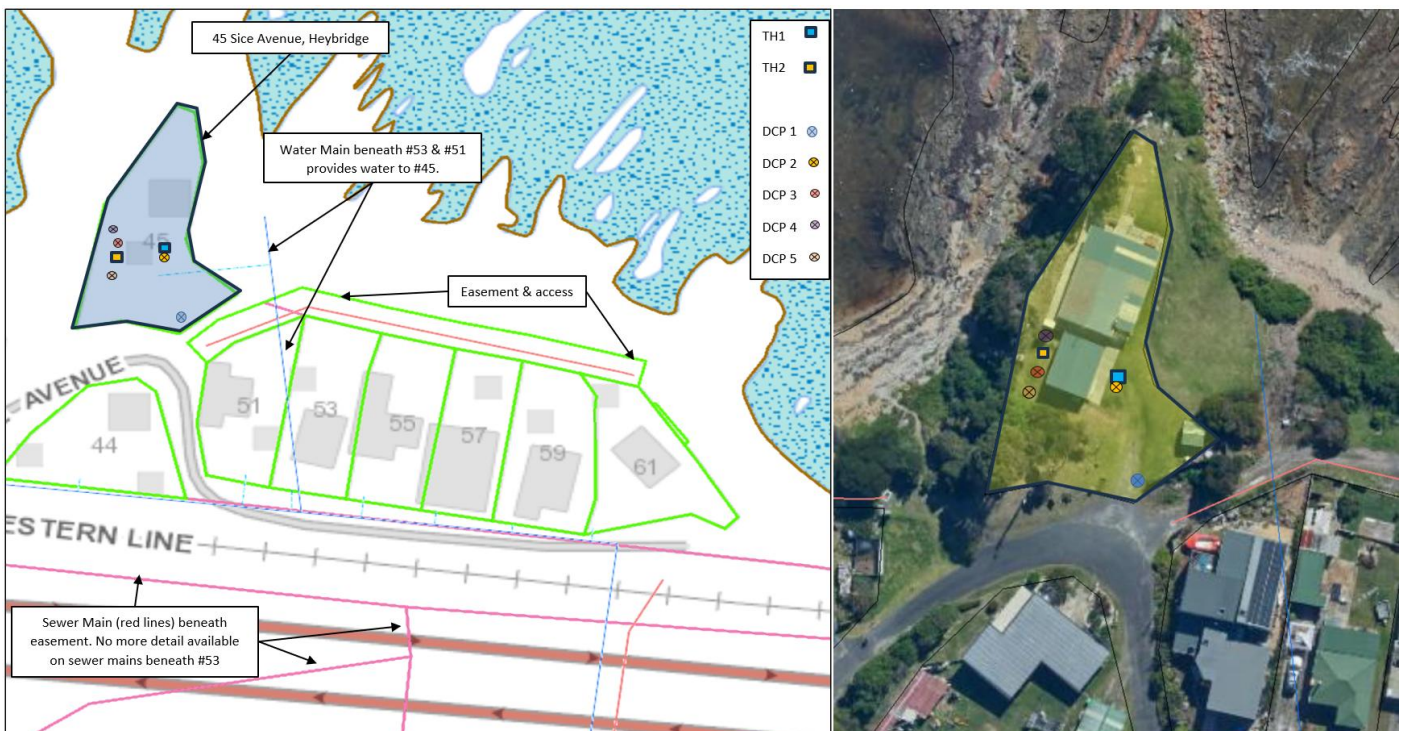 45 Sice Avenue, Heybridge
Water Main beneath #53 & #51
provides water to #45.
Easement & access
TH1
TH2
DCP 1
DCP 2
DCP 3
DCP 4
DCP 5
45
AVENUE
44
51
53
55
57
59
61
ESTERN LINE
Sewer Main (red lines) beneath
easement. No more detail available
on sewer mains beneath #53